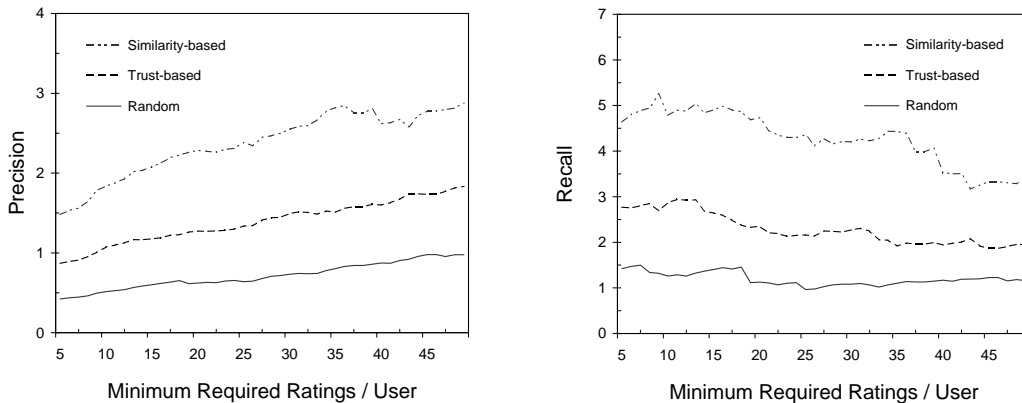 4
3
2
1
0
Precision
Similarity-based
Trust-based
Random
5 10 15 20 25 30 35 40 45
Minimum Required Ratings / User
7
6
5
4
3
2
1
0
Recall
Similarity-based
Trust-based
Random
5 10 15 20 25 30 35 40 45
Minimum Required Ratings / User